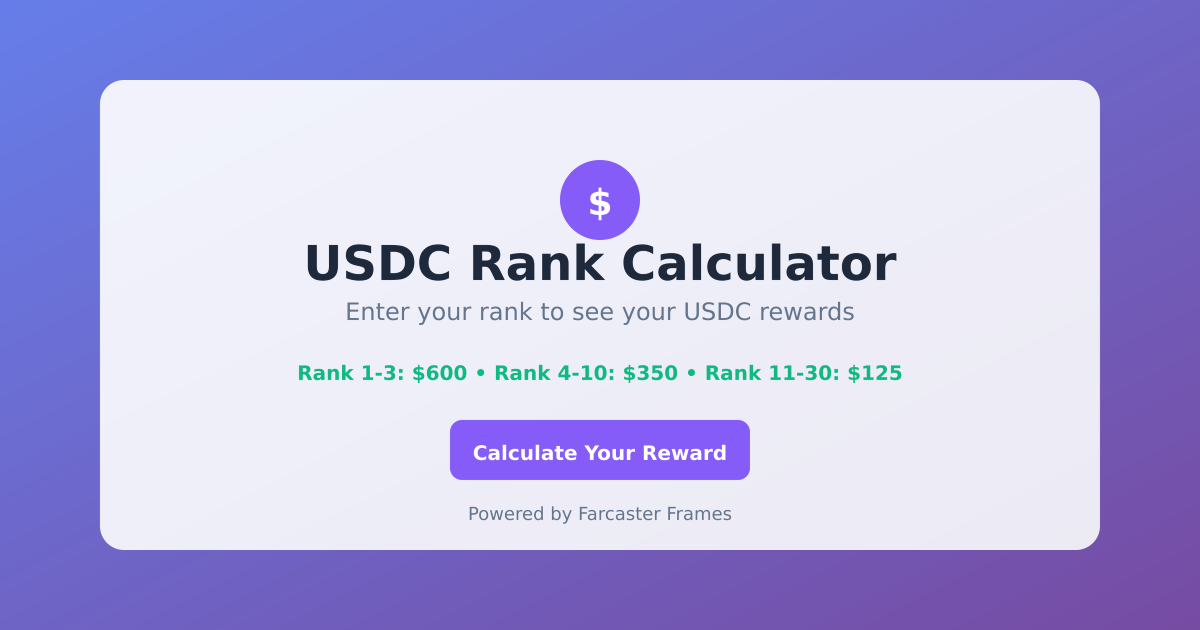 $
USDC Rank Calculator
Enter your rank to see your USDC rewards
Rank 1-3: $600 • Rank 4-10: $350 • Rank 11-30: $125
Calculate Your Reward
Powered by Farcaster Frames